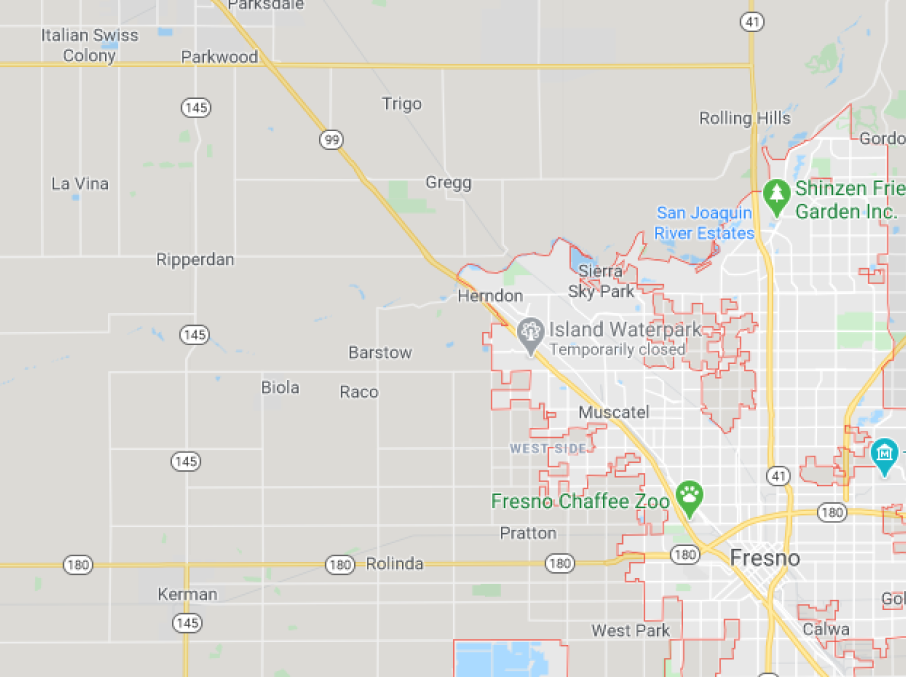 Parksdale
41
Italian Swiss
Colony
Parkwood
Trigo
145
Rolling Hills
99
Gordo
La Vina
Gregg
Shinzen Frie
Garden Inc.
San Joaquin
River Estates
Ripperdan
Sierra
Sky Park
Herndon
145
Island Waterpark
Temporarily closed
Barstow
Biola
Raco
Muscatel
WEST SIDE
145
41
Fresno Chaffee Zoo
180
Pratton
180
180
Rolinda
180
180
Fresno
Kerman
Gol
145
West Park
Calwa